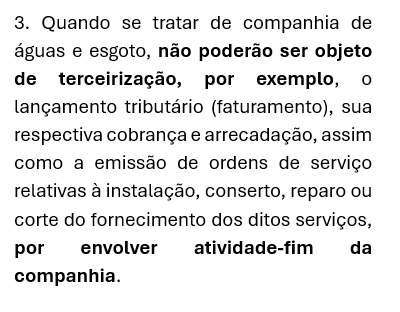 3. Quando se tratar de companhia de
águas e esgoto, não poderão ser objeto
de terceirização, por exemplo, o
lançamento tributário (faturamento), sua
respectiva cobrança e arrecadação, assim
como a emissão de ordens de serviço
relativas à instalação, conserto, reparo ou
corte do fornecimento dos ditos serviços,
por envolver atividade-fim da
companhia.